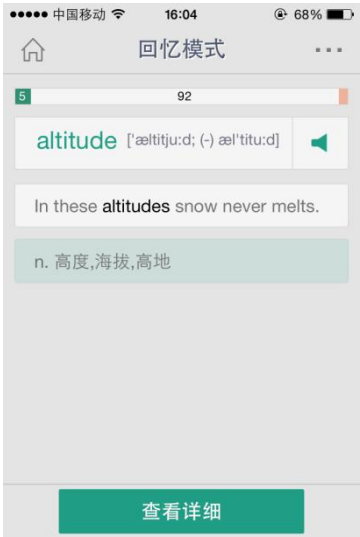 中国移动 16:04 68%
回忆模式
5 92
altitude ['æltitju:d; (-) æl'titu:d]
In these altitudes snow never melts.
n. 高度,海拔,高地
查看详细